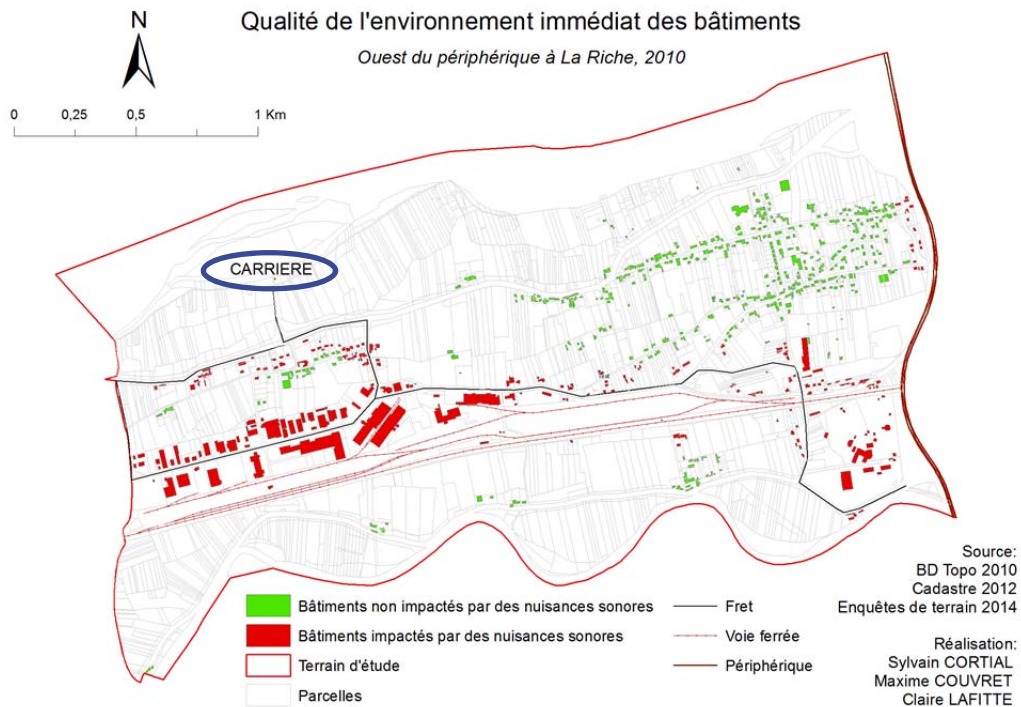 Qualité de l'environnement immédiat des bâtiments
Ouest du périphérique à La Riche, 2010
N
0 0,25 0,5 1 Km
CARRIERE
Bâtiments non impactés par des nuisances sonores
Bâtiments impactés par des nuisances sonores
Terrain d'étude
Parcelles
Fret
Voie ferrée
Périphérique
Source:
BD Topo 2010
Cadastre 2012
Enquêtes de terrain 2014
Réalisation:
Sylvain CORTIAL
Maxime COUVRET
Claire LAFITTE